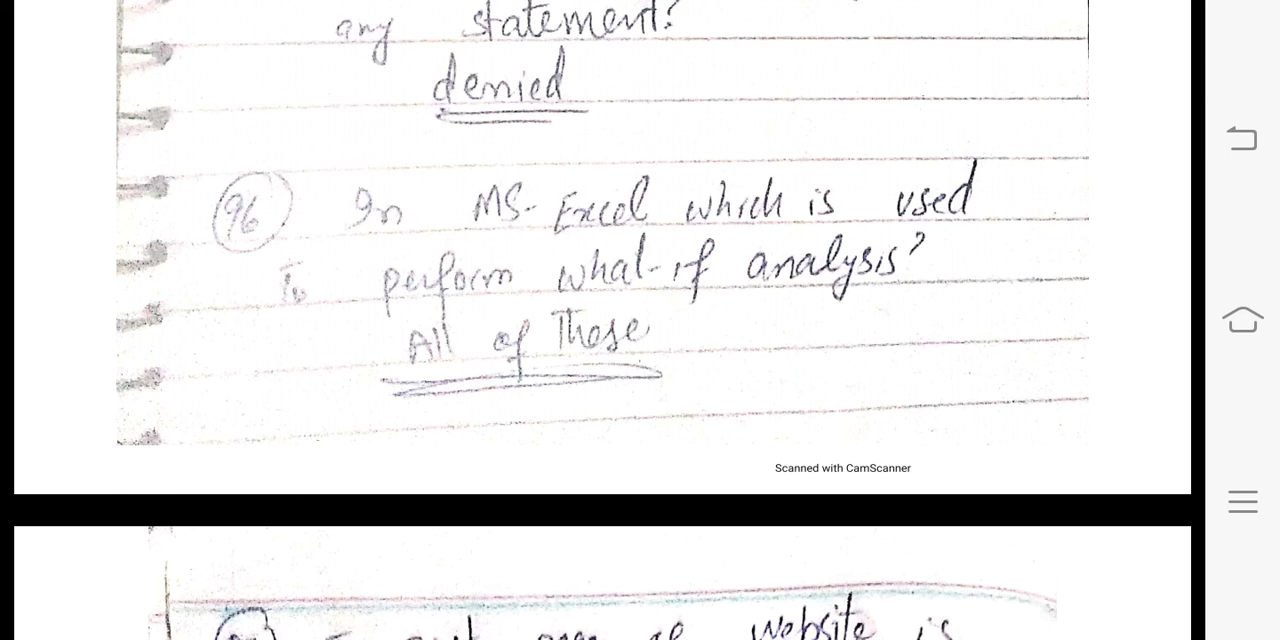 any statement?
denied
96 In MS-Excel which is used
To perform what-if analysis?
All of These
Scanned with CamScanner
website is